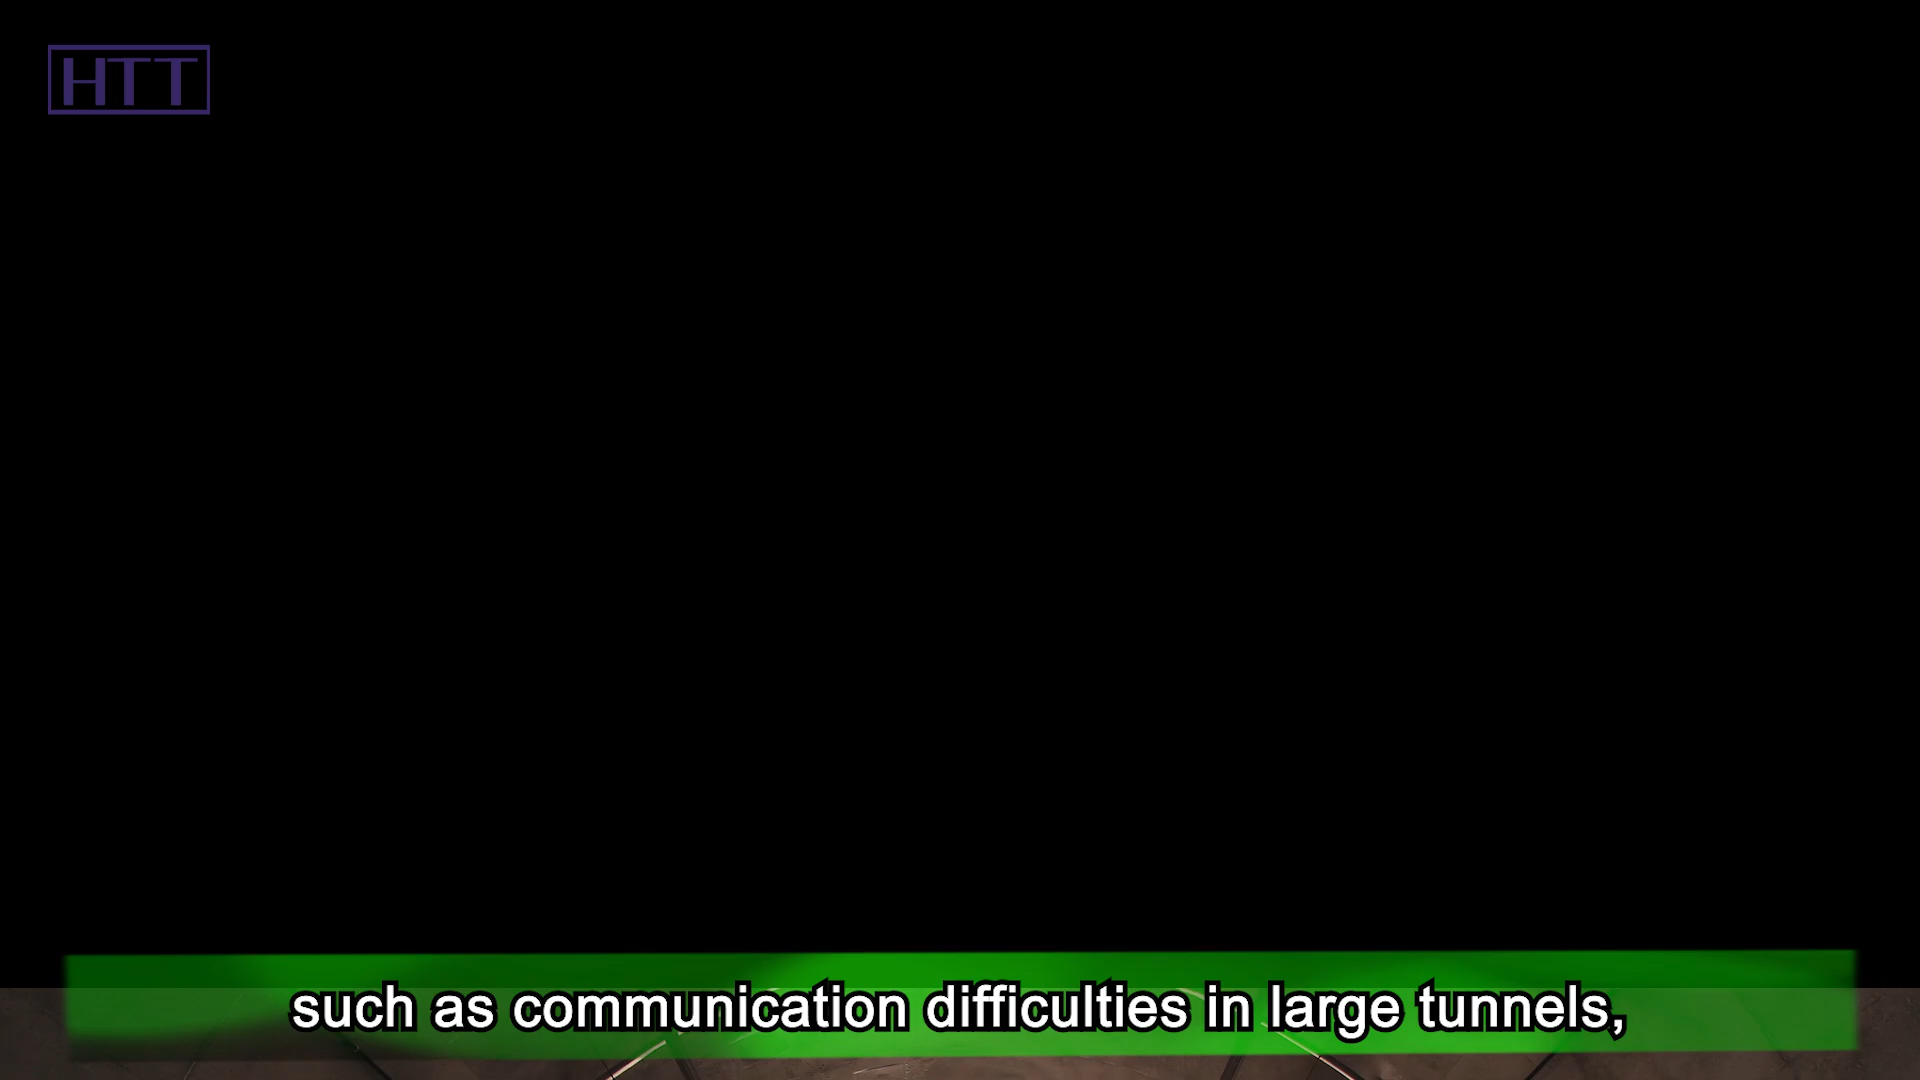 HTT
such as communication difficulties in large tunnels,